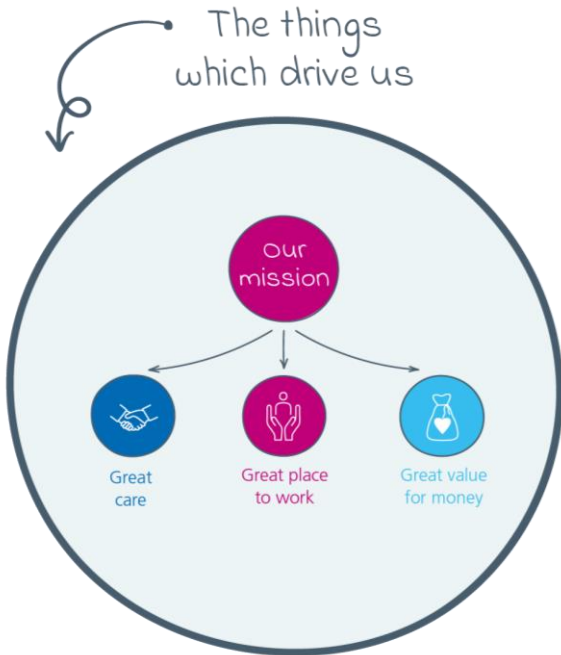 The things
which drive us
Our
mission
Great
care
Great place
to work
Great value
for money